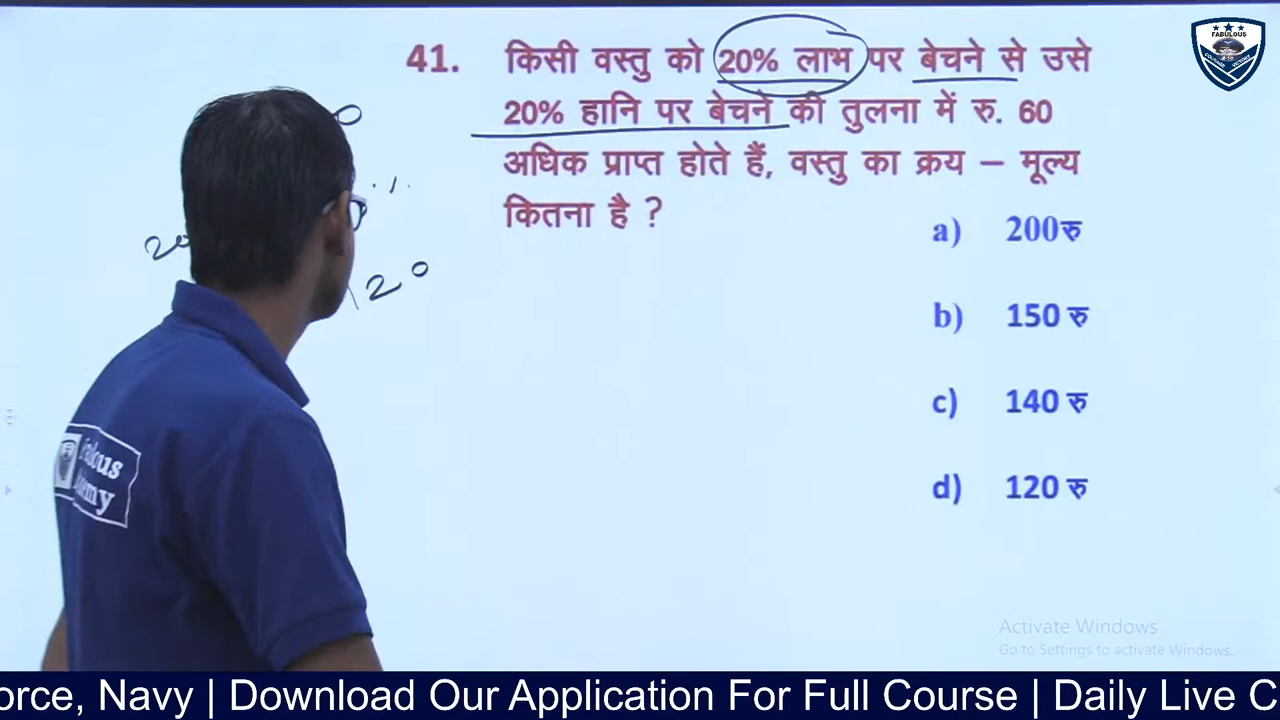 41. किसी वस्तु को 20% लाभ पर बेचने से उसे
20% हानि पर बेचने की तुलना में रु. 60
अधिक प्राप्त होते हैं, वस्तु का क्रय – मूल्य
कितना है ?
a) 200रु
b) 150 रु
c) 140 रु
d) 120 रु
20
120
FABULOUS
Activate Windows
Go to Settings to activate Windows.
orce, Navy | Download Our Application For Full Course | Daily Live C